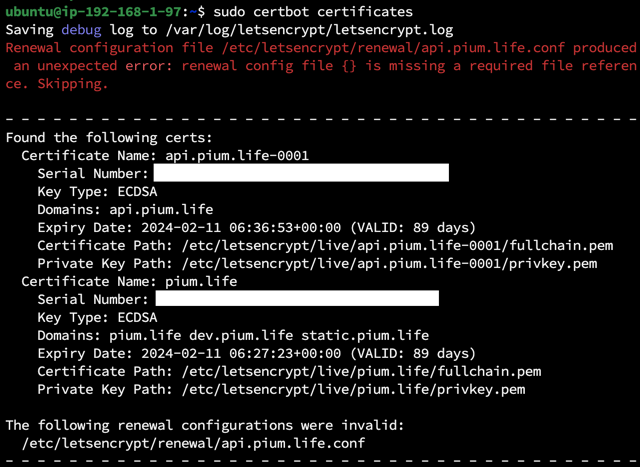 ubuntu@ip-192-168-1-97:~$ sudo certbot certificates
Saving debug log to /var/log/letsencrypt/letsencrypt.log
Renewal configuration file /etc/letsencrypt/renewal/api.pium.life.conf produced
 an unexpected error: renewal config file {} is missing a required file referen
ce. Skipping.
- - - - - - - - - - - - - - - - - - - - - - - - - - - - - - - - - - - - - - - -
Found the following certs:
  Certificate Name: api.pium.life-0001
    Serial Number:
    Key Type: ECDSA
    Domains: api.pium.life
    Expiry Date: 2024-02-11 06:36:53+00:00 (VALID: 89 days)
    Certificate Path: /etc/letsencrypt/live/api.pium.life-0001/fullchain.pem
    Private Key Path: /etc/letsencrypt/live/api.pium.life-0001/privkey.pem
  Certificate Name: pium.life
    Serial Number:
    Key Type: ECDSA
    Domains: pium.life dev.pium.life static.pium.life
    Expiry Date: 2024-02-11 06:27:23+00:00 (VALID: 89 days)
    Certificate Path: /etc/letsencrypt/live/pium.life/fullchain.pem
    Private Key Path: /etc/letsencrypt/live/pium.life/privkey.pem
The following renewal configurations were invalid:
  /etc/letsencrypt/renewal/api.pium.life.conf
- - - - - - - - - - - - - - - - - - - - - - - - - - - - - - - - - - - - - - - -